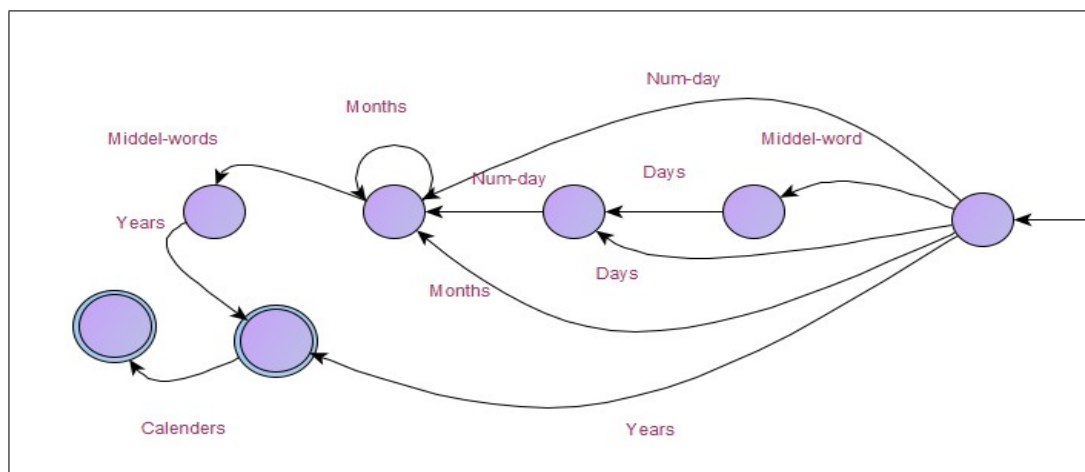 Num-day
Months
Middel-words
Middel-word
Num-day
Days
Years
Days
Months
Calenders
Years